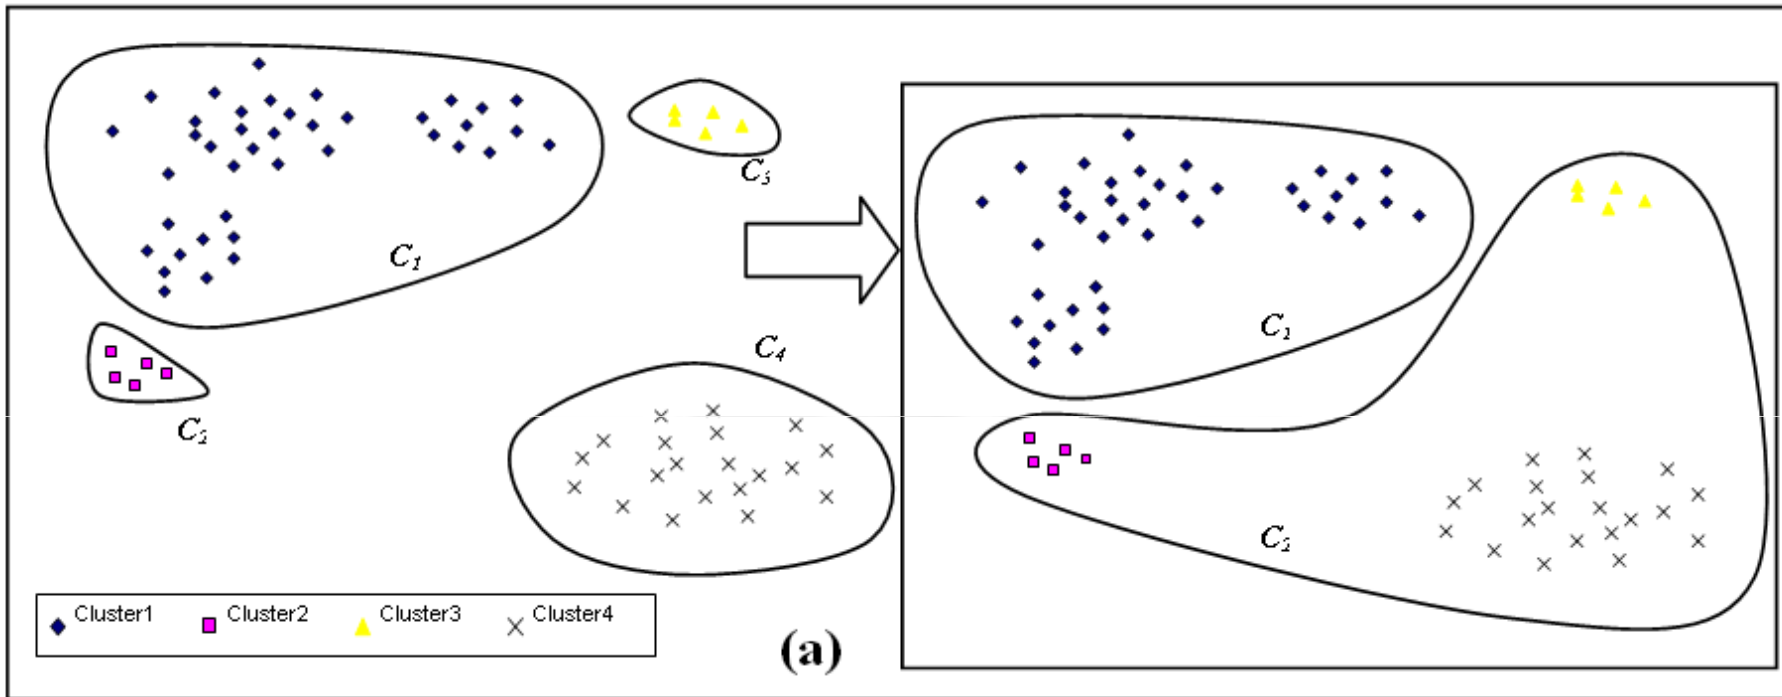 C₃
C₁
C₁
C₄
C₂
C₂
Cluster1 Cluster2 Cluster3 Cluster4
(a)